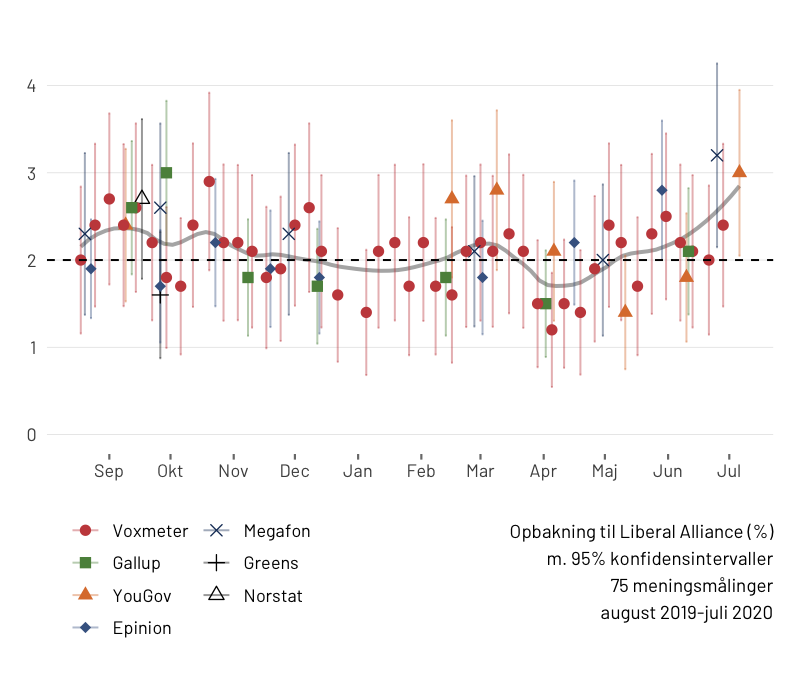 4
3
2
1
0
Sep Okt Nov Dec Jan Feb Mar Apr Maj Jun Jul
Voxmeter
Gallup
YouGov
Epinion
Megafon
Greens
Norstat
Opbakning til Liberal Alliance (%)
m. 95% konfidensintervaller
75 meningsmålinger
august 2019-juli 2020